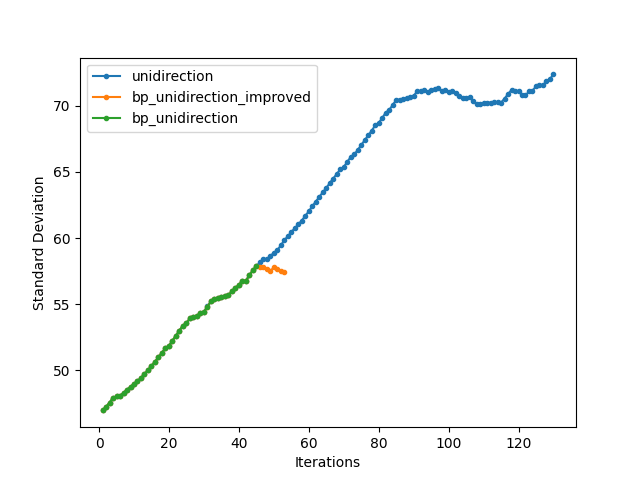 unidirection
bp_unidirection_improved
bp_unidirection
70
65
60
55
50
Standard Deviation
0 20 40 60 80 100 120
Iterations